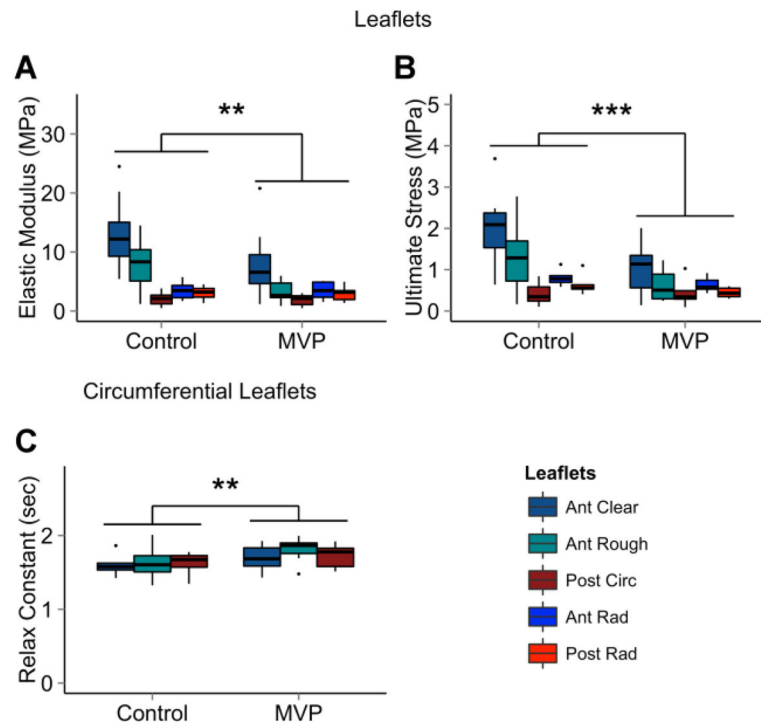 Leaflets
A
Elastic Modulus (MPa)
30
20
10
0
**
Control
MVP
B
Ultimate Stress (MPa)
5
4
3
2
1
0
***
Control
MVP
Circumferential Leaflets
C
Relax Constant (sec)
2
1
0
**
Control
MVP
Leaflets
Ant Clear
Ant Rough
Post Circ
Ant Rad
Post Rad